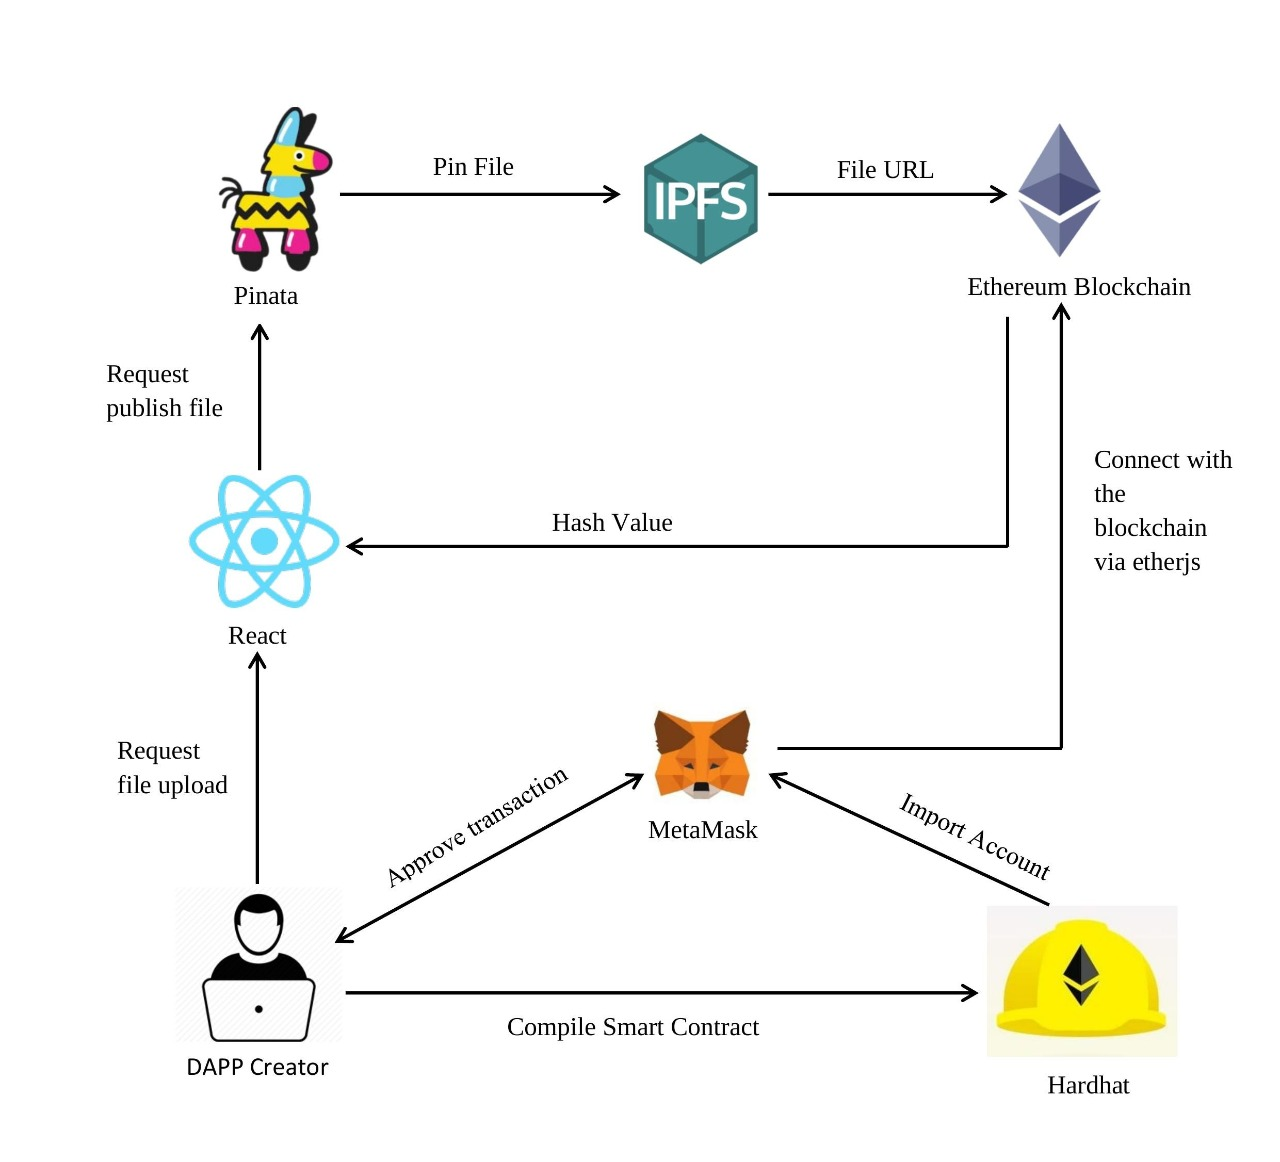 Pin File
IPFS
File URL
Pinata
Ethereum Blockchain
Request
publish file
Connect with
the
blockchain
via etherjs
Hash Value
React
Request
file upload
Approve transaction
MetaMask
Import Account
Compile Smart Contract
DAPP Creator
Hardhat